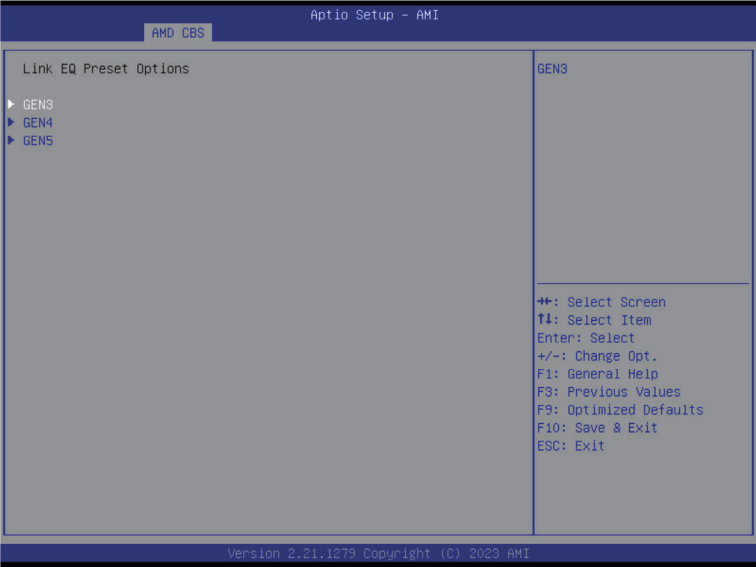 Aptio Setup – AMI
AMD CBS
Link EQ Preset Options
GEN3
GEN4
GEN5
GEN3
→←: Select Screen
↑↓: Select Item
Enter: Select
+/-: Change Opt.
F1: General Help
F3: Previous Values
F9: Optimized Defaults
F10: Save & Exit
ESC: Exit
Version 2.21.1279 Copyright (C) 2023 AMI